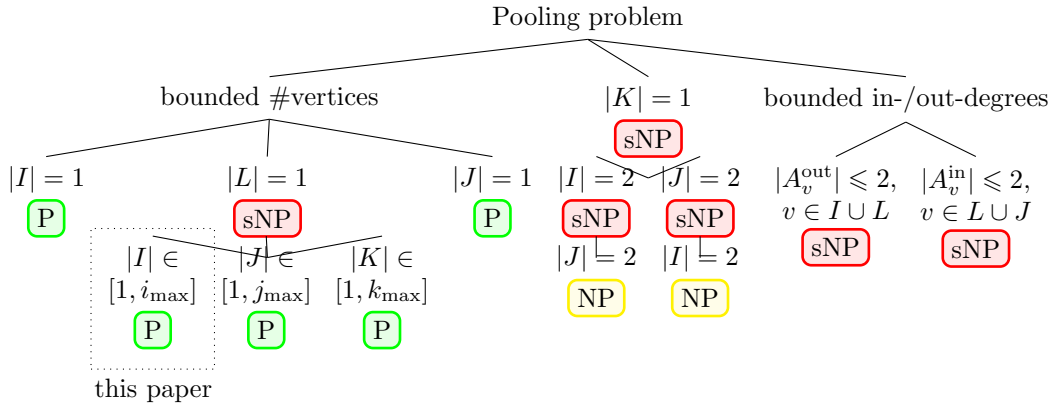 Pooling problem
bounded #vertices
|K| = 1
bounded in-/out-degrees
sNP
|I| = 1
|L| = 1
|J| = 1
|I| = 2
|J| = 2
|A_v^out| ⩽ 2,
v ∈ I ∪ L
|A_v^in| ⩽ 2,
v ∈ L ∪ J
P
sNP
P
sNP
sNP
sNP
sNP
|I| ∈
[1, i_max]
|J| ∈
[1, j_max]
|K| ∈
[1, k_max]
|J| = 2
|I| = 2
NP
NP
P
P
P
this paper